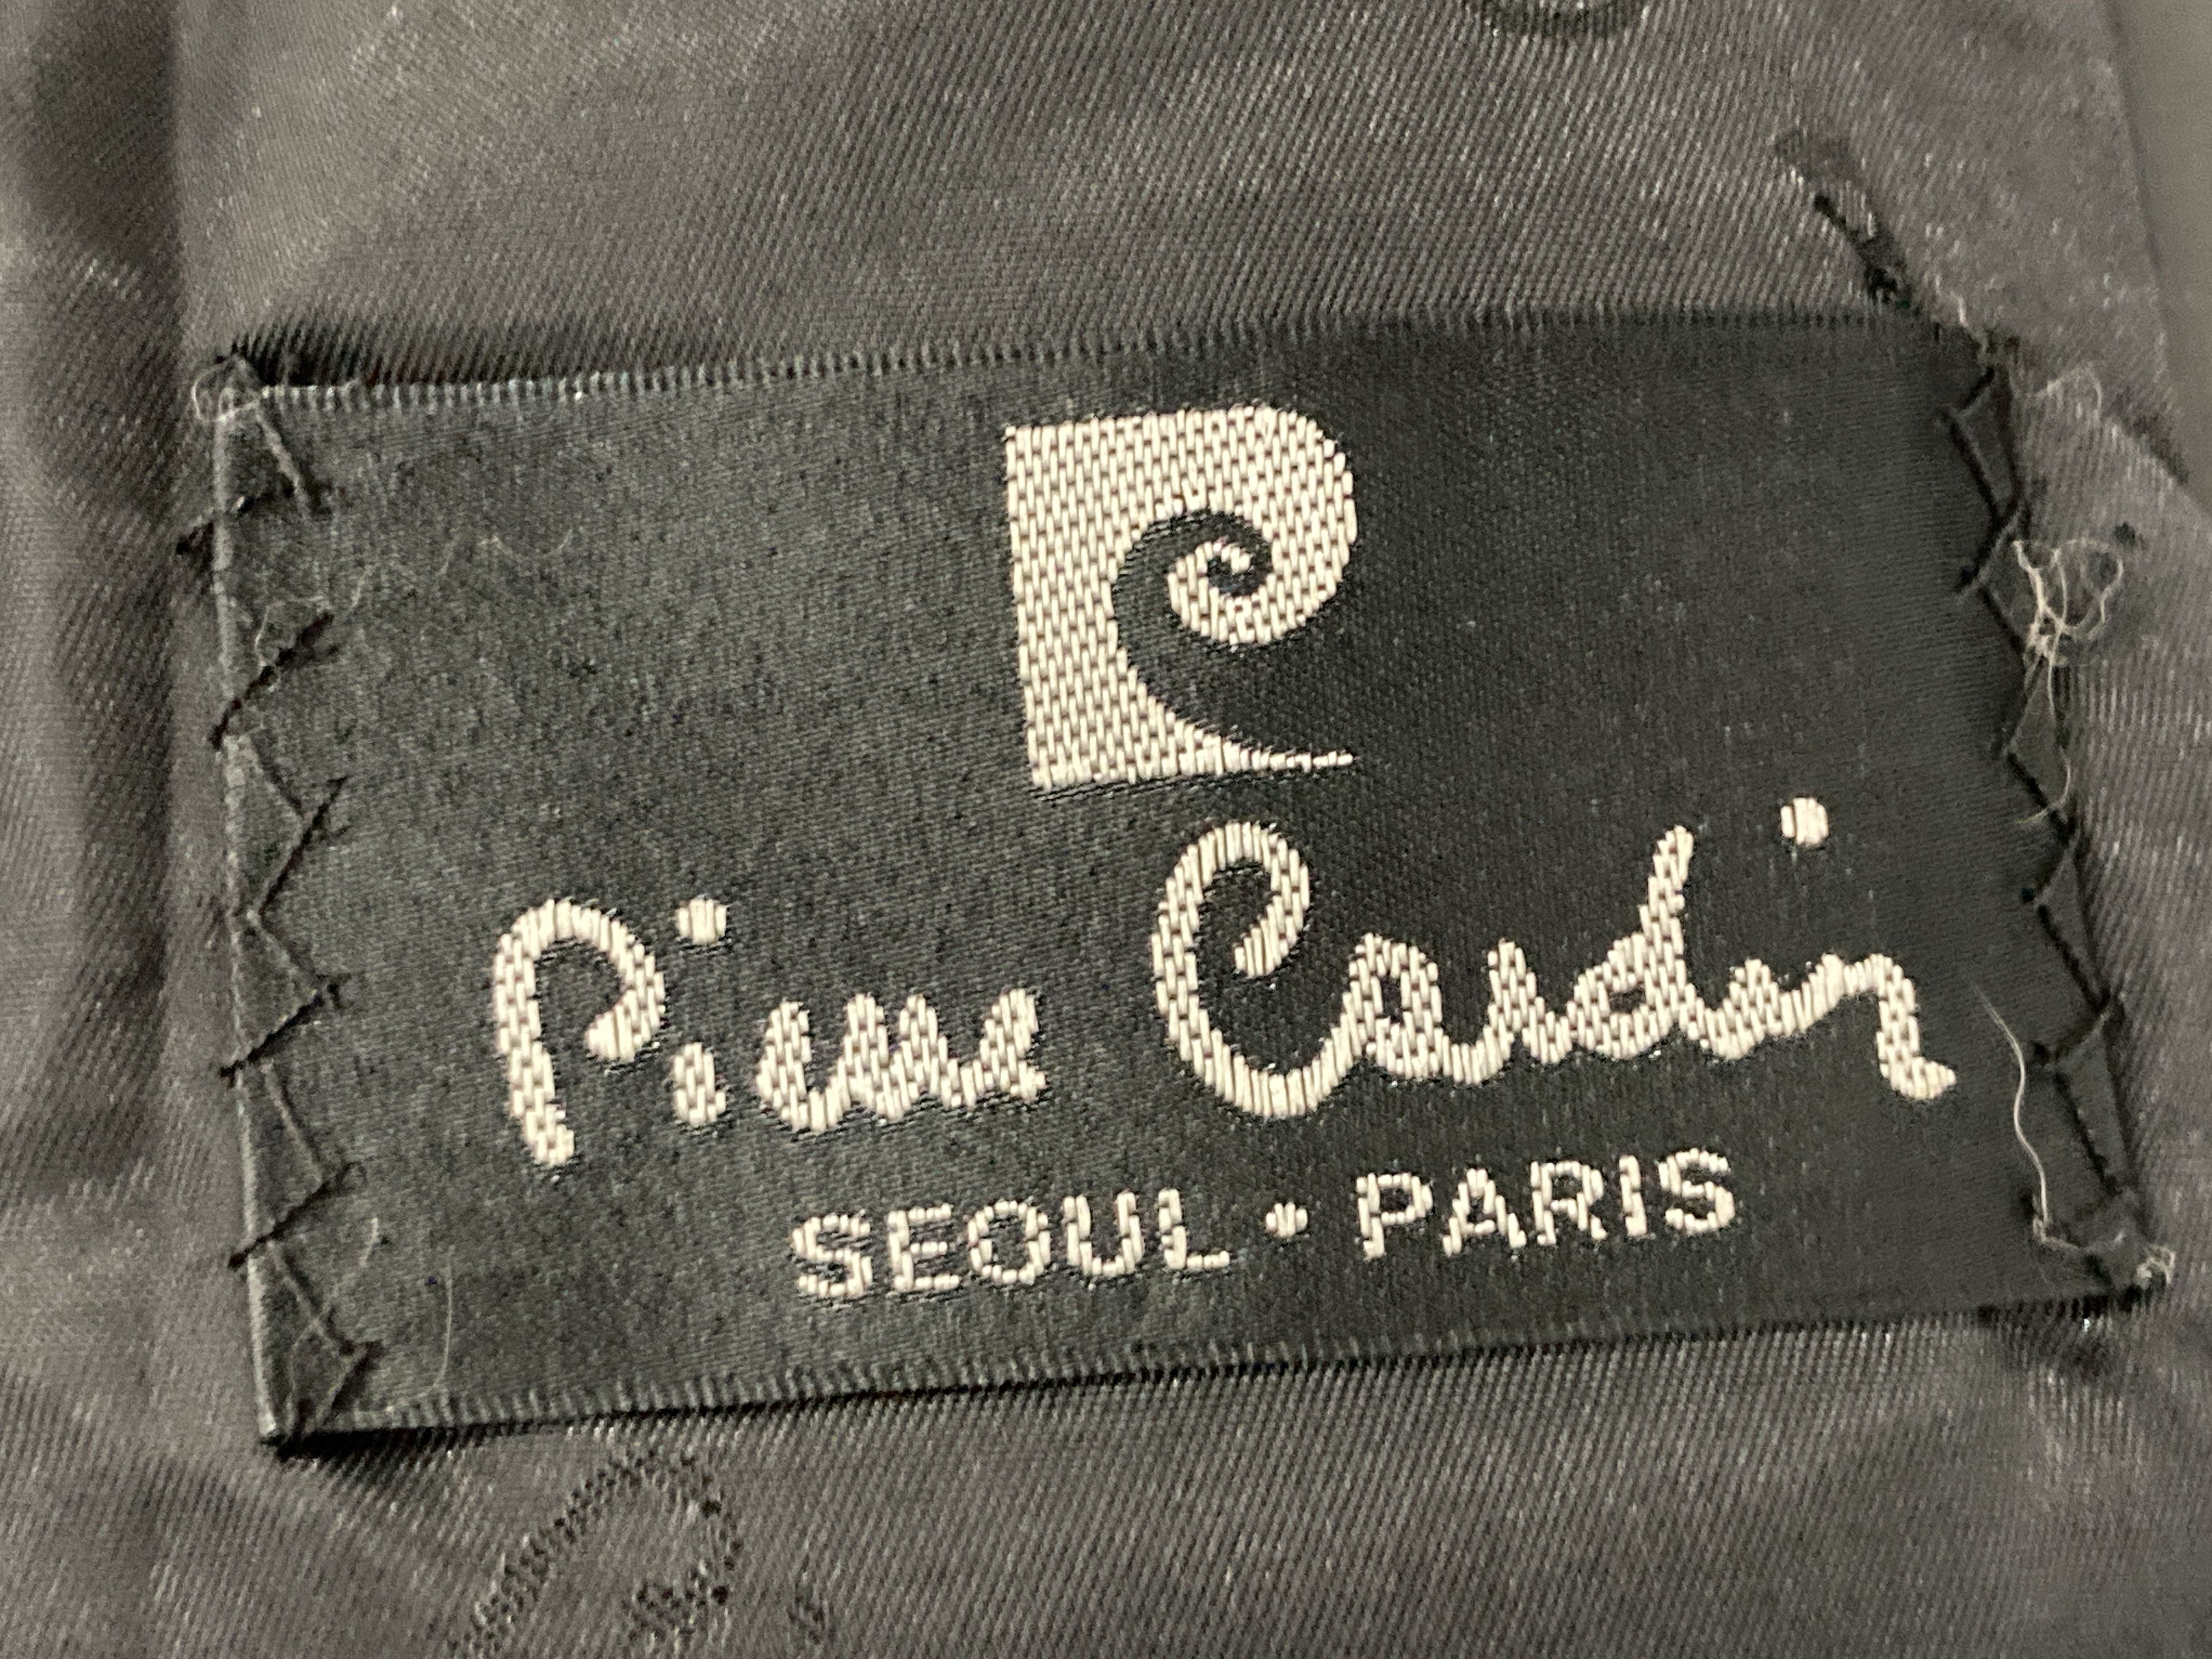 Pierre Cardin
SEOUL • PARIS